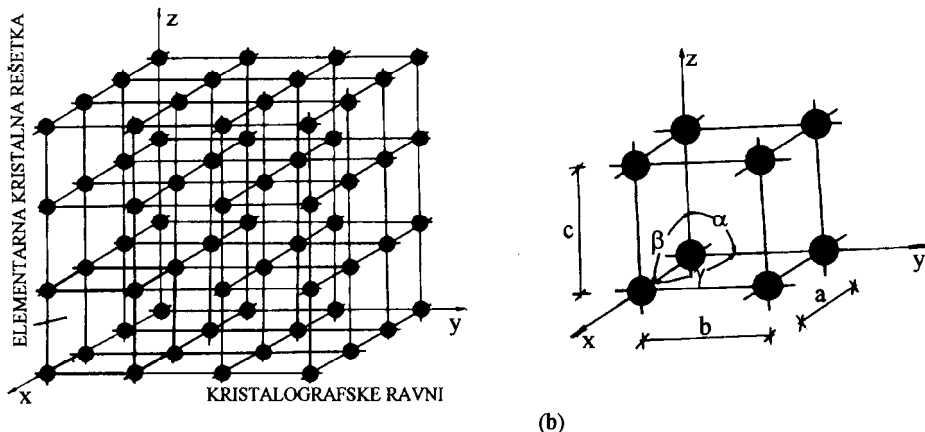 z
ELEMENTARNA KRISTALNA REŠETKA
y
x
KRISTALOGRAFSKE RAVNI
z
c
β
α
γ
y
a
b
x
(b)